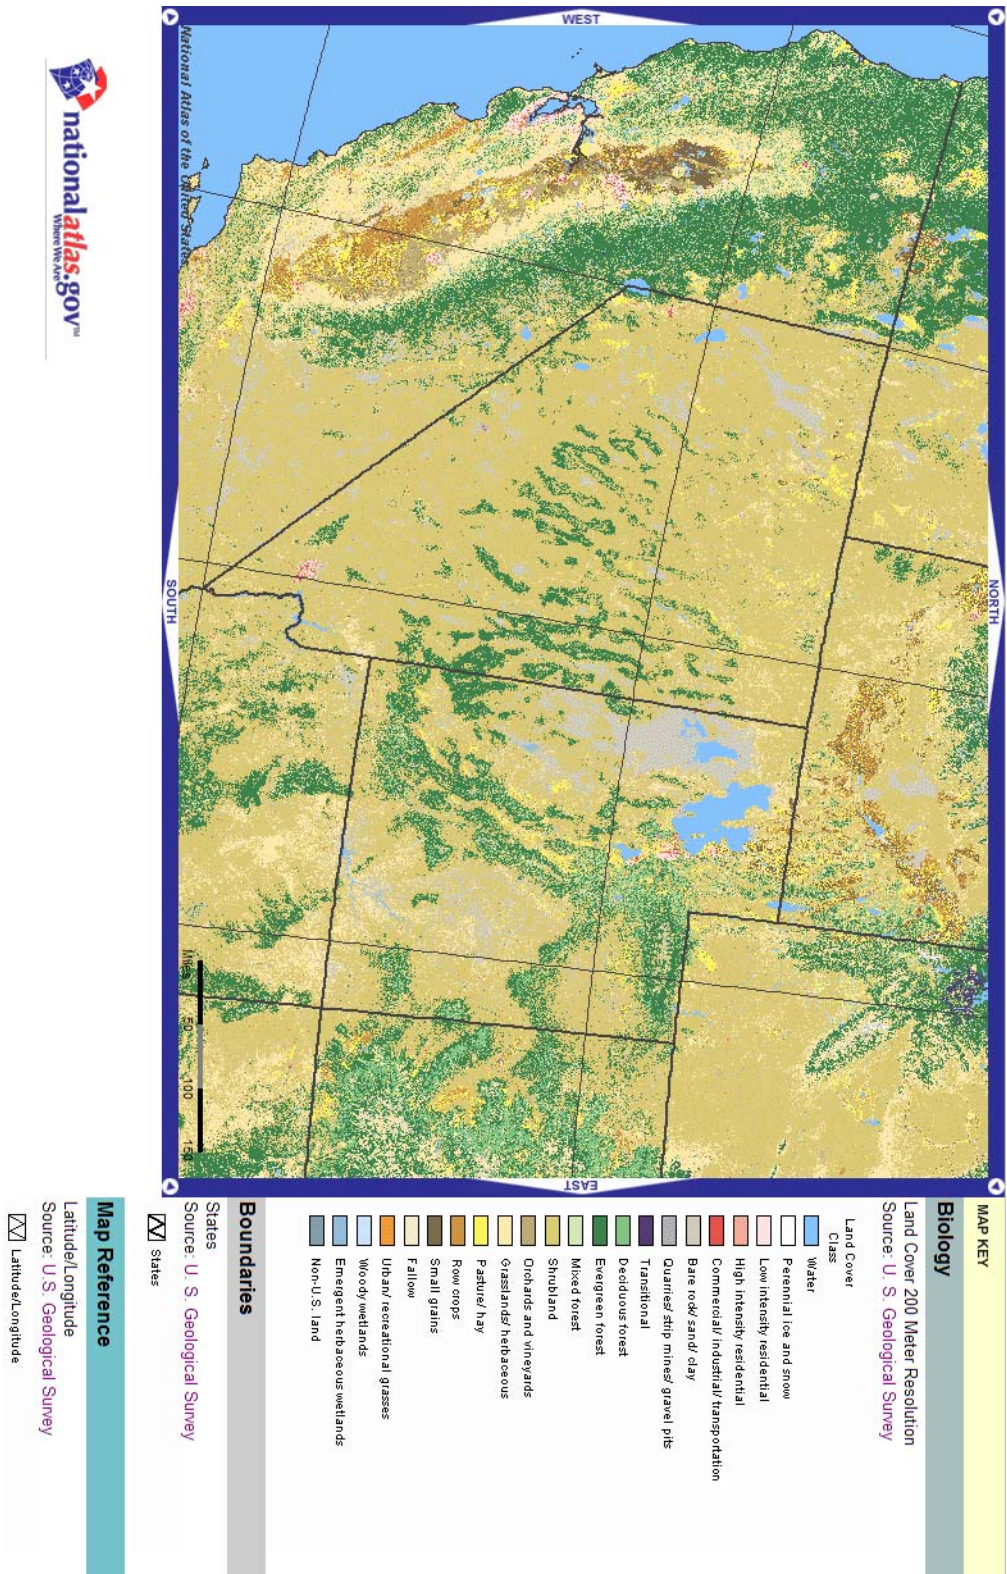 WEST
NORTH
SOUTH
EAST
National Atlas of the United States
Miles
50
100
150
nationalatlas.gov™
Where We Are
MAP KEY
Biology
Land Cover 200 Meter Resolution
Source: U. S. Geological Survey
Land Cover
Class
Water
Perennial ice and snow
Low intensity residential
High intensity residential
Commercial/ industrial/ transportation
Bare rock/ sand/ clay
Quarries/ strip mines/ gravel pits
Transitional
Deciduous forest
Evergreen forest
Mixed forest
Shrubland
Orchards and vineyards
Grasslands/ herbaceous
Pasture/ hay
Row crops
Small grains
Fallow
Urban/ recreational grasses
Woody wetlands
Emergent herbaceous wetlands
Non-U.S. land
Boundaries
States
Source: U. S. Geological Survey
States
Map Reference
Latitude/Longitude
Source: U.S. Geological Survey
Latitude/Longitude